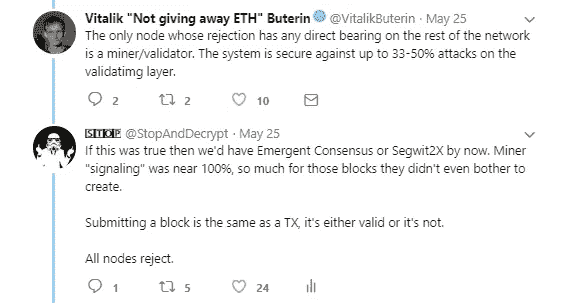 Vitalik "Not giving away ETH" Buterin @VitalikButerin · May 25
The only node whose rejection has any direct bearing on the rest of the network
is a miner/validator. The system is secure against up to 33-50% attacks on the
validatimg layer.
2 2 10
STOP @StopAndDecrypt · May 25
If this was true then we'd have Emergent Consensus or Segwit2X by now. Miner
"signaling" was near 100%, so much for those blocks they didn't even bother to
create.
Submitting a block is the same as a TX, it's either valid or it's not.
All nodes reject.
1 5 24